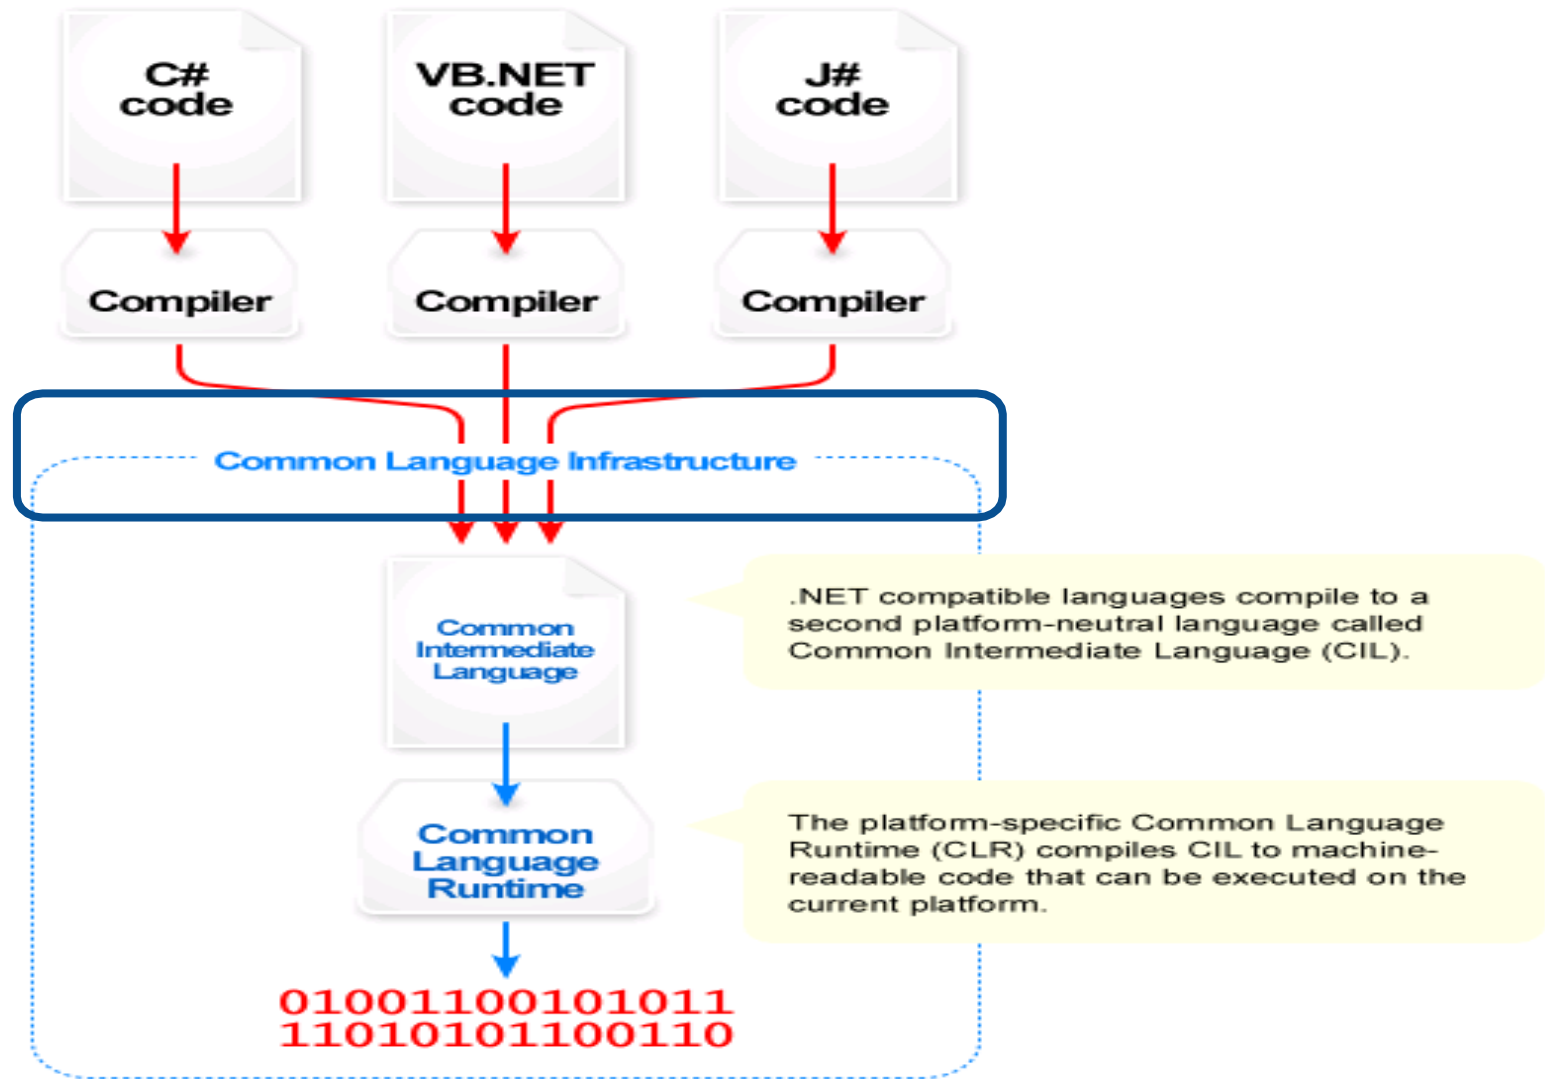 C#
code
VB.NET
code
J#
code
Compiler
Compiler
Compiler
Common Language Infrastructure
Common
Intermediate
Language
.NET compatible languages compile to a
second platform-neutral language called
Common Intermediate Language (CIL).
Common
Language
Runtime
The platform-specific Common Language
Runtime (CLR) compiles CIL to machine-
readable code that can be executed on the
current platform.
01001100101011
11010101100110